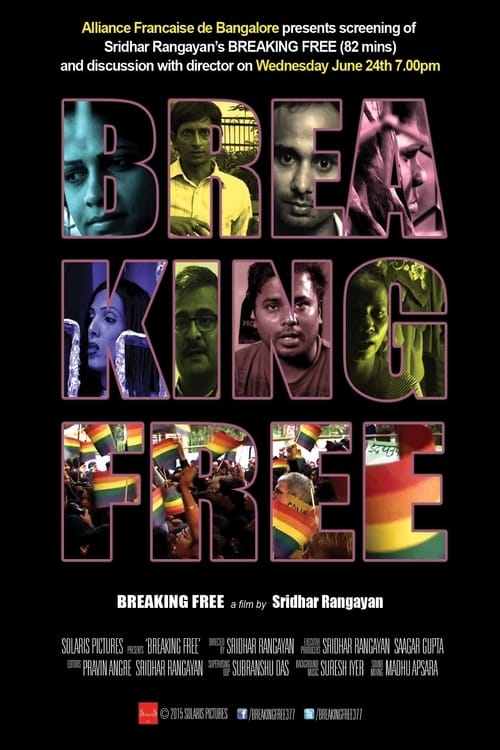 Alliance Francaise de Bangalore presents screening of
Sridhar Rangayan's BREAKING FREE (82 mins)
and discussion with director on Wednesday June 24th 7.00pm
BREA
KING
FREE
BREAKING FREE a film by Sridhar Rangayan
SOLARIS PICTURES PRESENTS 'BREAKING FREE' DIRECTED BY SRIDHAR RANGAYAN EXECUTIVE PRODUCERS SRIDHAR RANGAYAN SAAGAR GUPTA
EDITORS PRAVIN ANGRE SRIDHAR RANGAYAN SUPERVISING DOP SUBRANSHU DAS BACKGROUND MUSIC SURESH IYER SOUND MIXING MADHU APSARA
© 2015 SOLARIS PICTURES /BREAKINGFREE377 /BREAKINGFREE377